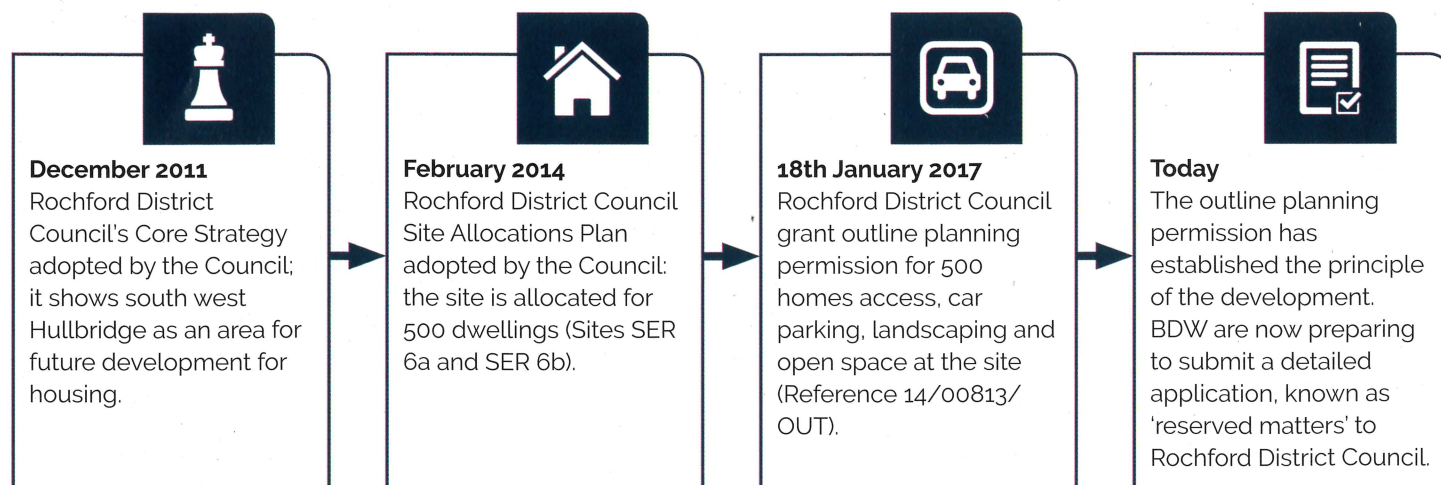 December 2011
Rochford District
Council's Core Strategy
adopted by the Council;
it shows south west
Hullbridge as an area for
future development for
housing.
February 2014
Rochford District Council
Site Allocations Plan
adopted by the Council:
the site is allocated for
500 dwellings (Sites SER
6a and SER 6b).
18th January 2017
Rochford District Council
grant outline planning
permission for 500
homes access, car
parking, landscaping and
open space at the site
(Reference 14/00813/
OUT).
Today
The outline planning
permission has
established the principle
of the development.
BDW are now preparing
to submit a detailed
application, known as
‘reserved matters’ to
Rochford District Council.